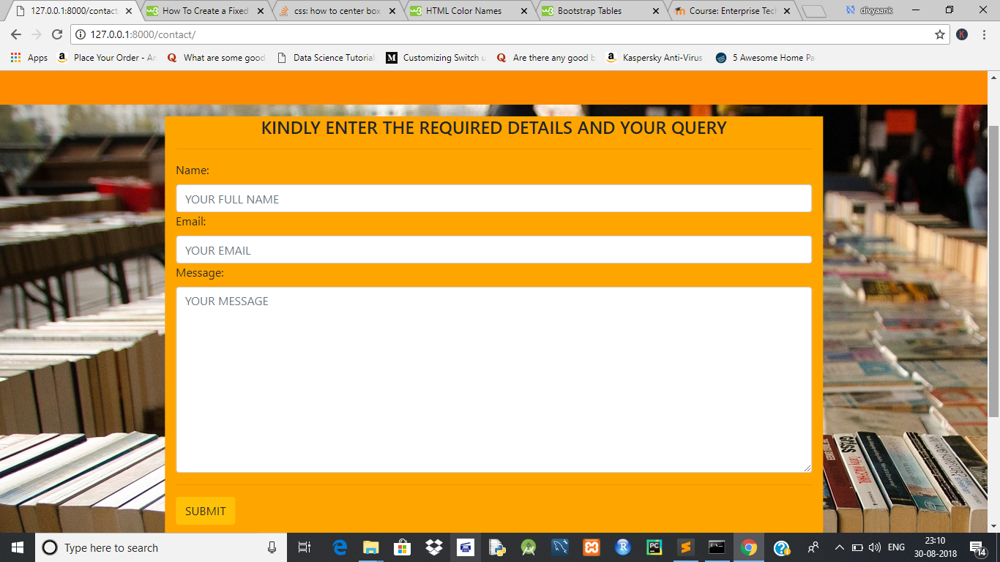 127.0.0.1:8000/contact
How To Create a Fixed
css: how to center box
HTML Color Names
Bootstrap Tables
Course: Enterprise Tec
divyaank
127.0.0.1:8000/contact/
K
Apps
Place Your Order - Am
What are some good
Data Science Tutorial
Customizing Switch u
Are there any good b
Kaspersky Anti-Virus
5 Awesome Home Pa
KINDLY ENTER THE REQUIRED DETAILS AND YOUR QUERY
Name:
YOUR FULL NAME
Email:
YOUR EMAIL
Message:
YOUR MESSAGE
SUBMIT
Type here to search
ENG
23:10
30-08-2018
14